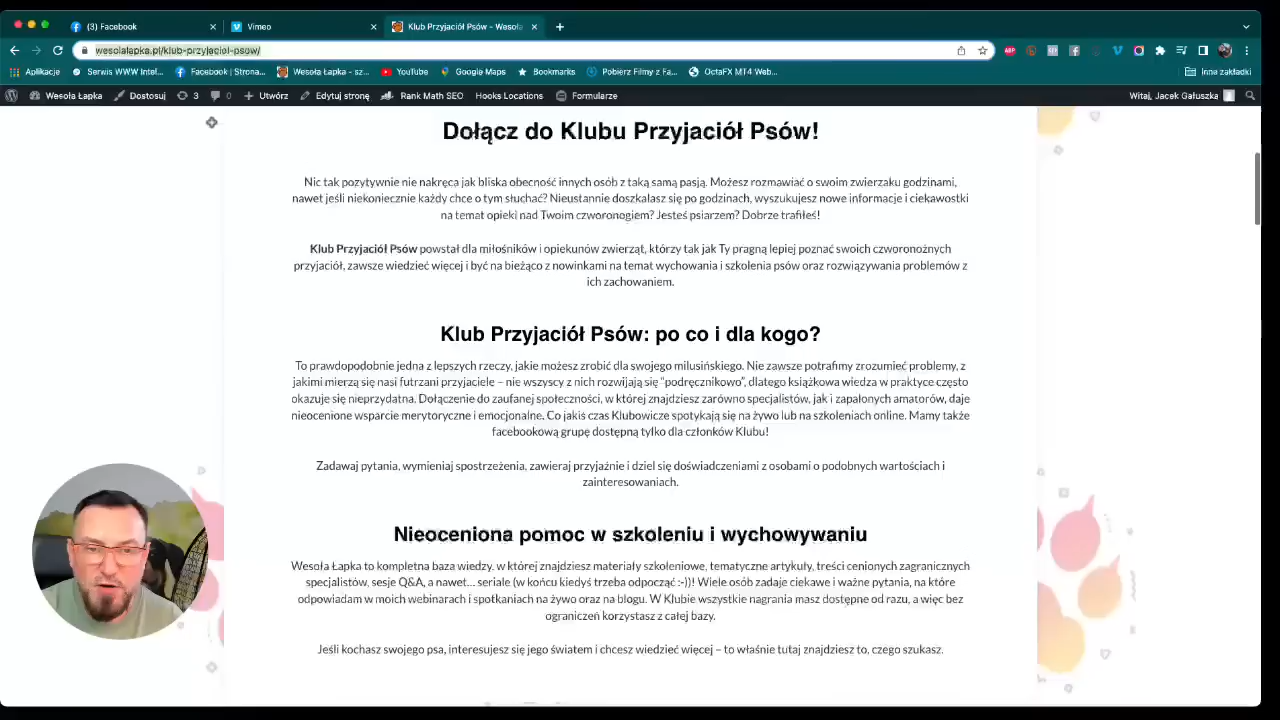 (3) Facebook
Vimeo
Klub Przyjaciół Psów – Wesoła
wesolalapka.pl/klub-przyjaciol-psow/
Aplikacje
Serwis WWW Intel...
Facebook | Strona...
Wesoła Łapka - sz...
YouTube
Google Maps
Bookmarks
Pobierz Filmy z Fa...
OctaFX MT4 Web...
Inne zakładki
Wesoła Łapka
Dostosuj
3
0
Utwórz
Edytuj stronę
Rank Math SEO
Hooks Locations
Formularze
Witaj, Jacek Gałuszka
Dołącz do Klubu Przyjaciół Psów!
Nic tak pozytywnie nie nakręca jak bliska obecność innych osób z taką samą pasją. Możesz rozmawiać o swoim zwierzaku godzinami,
nawet jeśli niekoniecznie każdy chce o tym słuchać? Nieustannie doszkalasz się po godzinach, wyszukujesz nowe informacje i ciekawostki
na temat opieki nad Twoim czworonogiem? Jesteś psiarzem? Dobrze trafiłeś!
Klub Przyjaciół Psów powstał dla miłośników i opiekunów zwierząt, którzy tak jak Ty pragną lepiej poznać swoich czworonożnych
przyjaciół, zawsze wiedzieć więcej i być na bieżąco z nowinkami na temat wychowania i szkolenia psów oraz rozwiązywania problemów z
ich zachowaniem.
Klub Przyjaciół Psów: po co i dla kogo?
To prawdopodobnie jedna z lepszych rzeczy, jakie możesz zrobić dla swojego milusińskiego. Nie zawsze potrafimy zrozumieć problemy, z
jakimi mierzą się nasi futrzani przyjaciele – nie wszyscy z nich rozwijają się “podręcznikowo”, dlatego książkowa wiedza w praktyce często
okazuje się nieprzydatna. Dołączenie do zaufanej społeczności, w której znajdziesz zarówno specjalistów, jak i zapalonych amatorów, daje
nieocenione wsparcie merytoryczne i emocjonalne. Co jakiś czas Klubowicze spotykają się na żywo lub na szkoleniach online. Mamy także
facebookową grupę dostępną tylko dla członków Klubu!
Zadawaj pytania, wymieniaj spostrzeżenia, zawieraj przyjaźnie i dziel się doświadczeniami z osobami o podobnych wartościach i
zainteresowaniach.
Nieoceniona pomoc w szkoleniu i wychowywaniu
Wesoła Łapka to kompletna baza wiedzy. w której znajdziesz materiały szkoleniowe, tematyczne artykuły, treści cenionych zagranicznych
specjalistów, sesje Q&A, a nawet... seriale (w końcu kiedyś trzeba odpocząć :-))! Wiele osób zadaje ciekawe i ważne pytania, na które
odpowiadam w moich webinarach i spotkaniach na żywo oraz na blogu. W Klubie wszystkie nagrania masz dostępne od razu, a więc bez
ograniczeń korzystasz z całej bazy.
Jeśli kochasz swojego psa, interesujesz się jego światem i chcesz wiedzieć więcej – to właśnie tutaj znajdziesz to, czego szukasz.